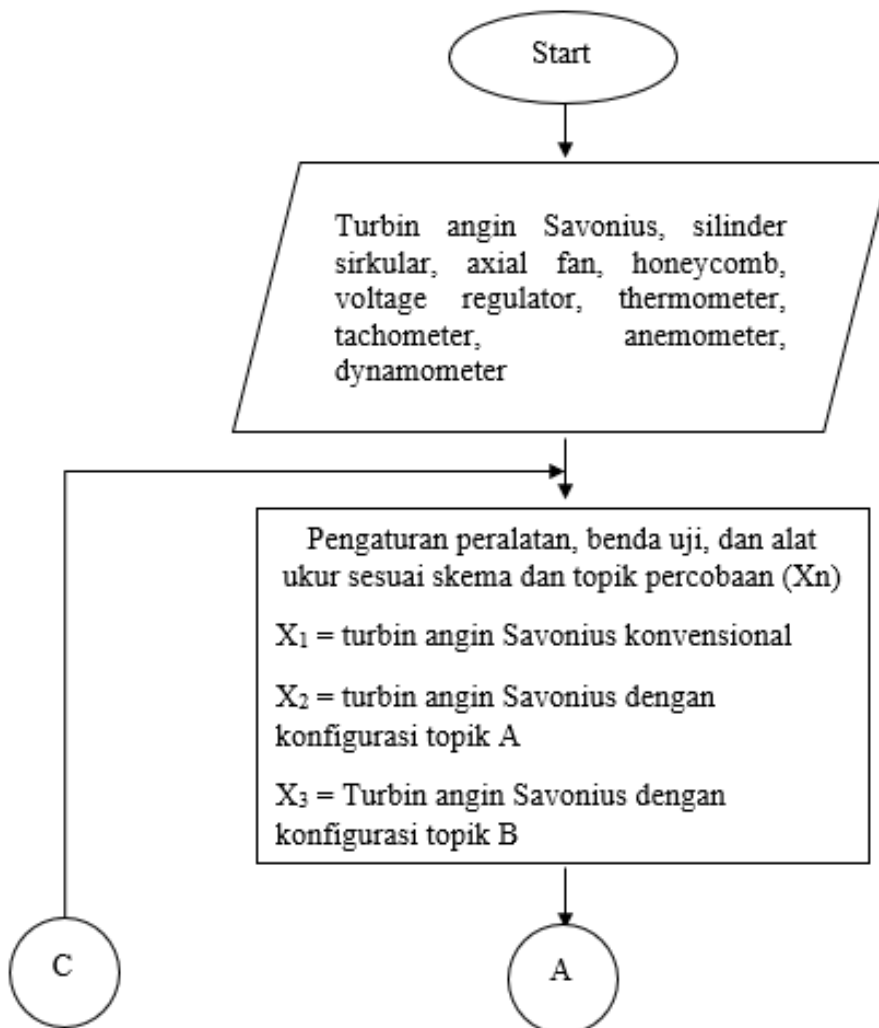 Start
Turbin angin Savonius, silinder
sirkular, axial fan, honeycomb,
voltage regulator, thermometer,
tachometer, anemometer,
dynamometer
Pengaturan peralatan, benda uji, dan alat
ukur sesuai skema dan topik percobaan (Xn)
X₁ = turbin angin Savonius konvensional
X₂ = turbin angin Savonius dengan
konfigurasi topik A
X₃ = Turbin angin Savonius dengan
konfigurasi topik B
C
A